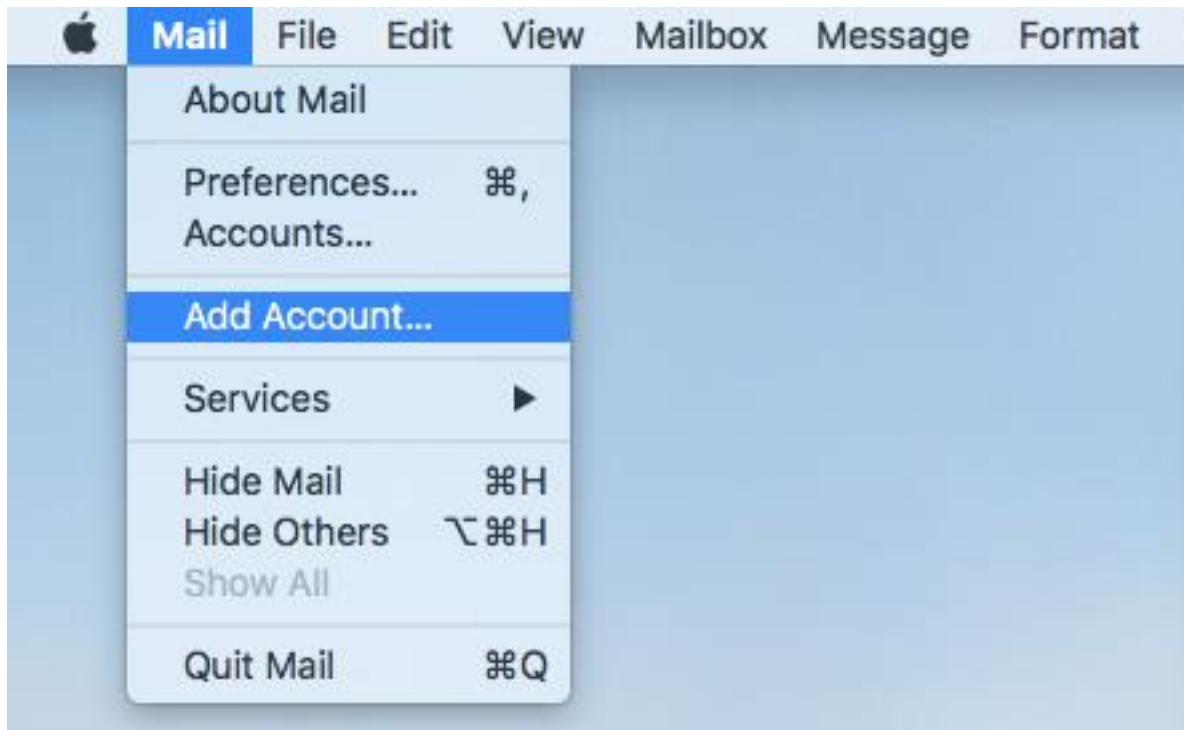 Mail File Edit View Mailbox Message Format
About Mail
Preferences... ⌘,
Accounts...
Add Account...
Services ▶
Hide Mail ⌘H
Hide Others ⌥⌘H
Show All
Quit Mail ⌘Q